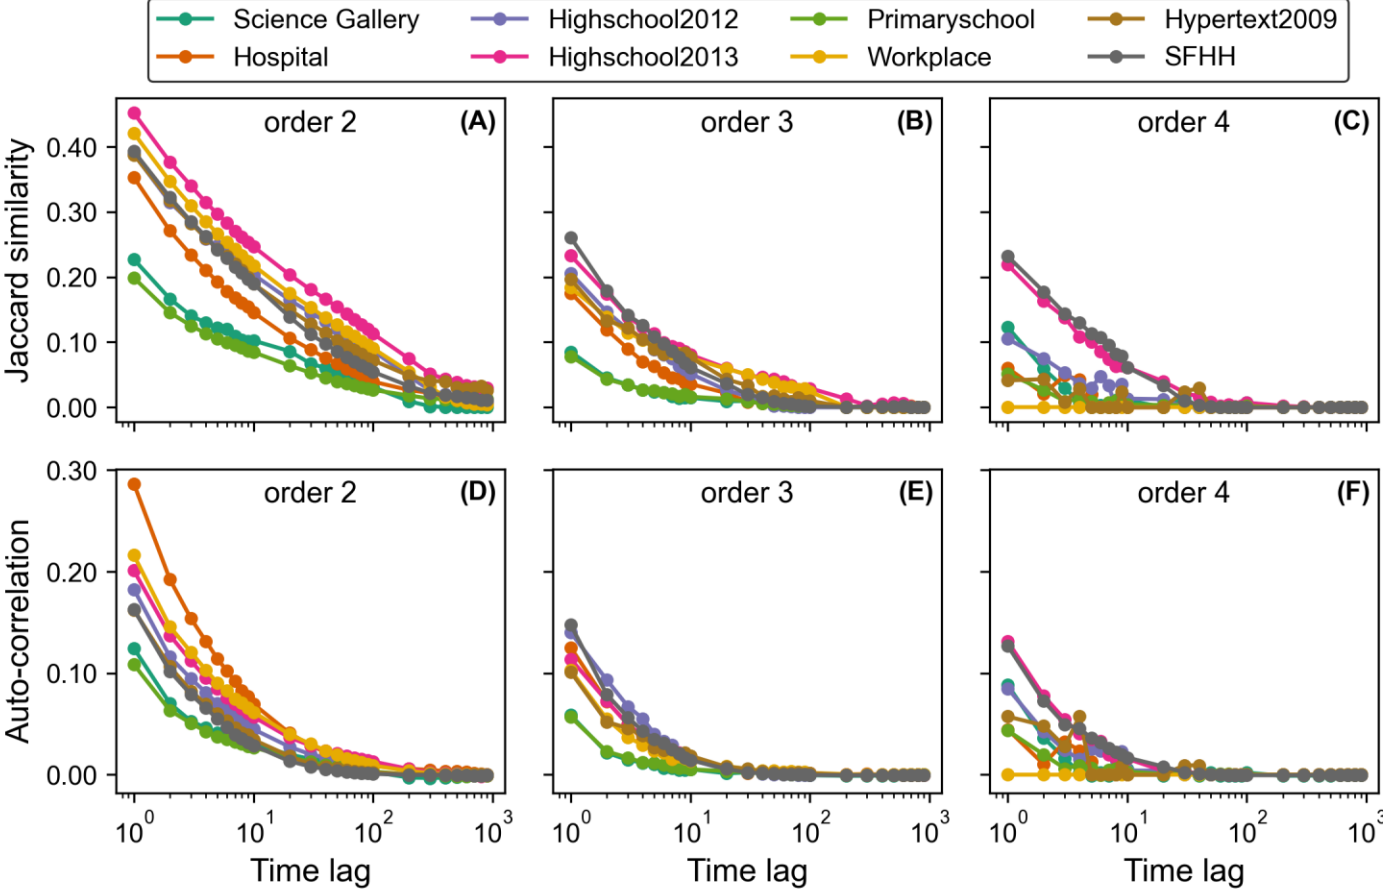 Science Gallery Highschool2012 Primaryschool Hypertext2009
Hospital Highschool2013 Workplace SFHH
order 2 (A) order 3 (B) order 4 (C)
Jaccard similarity
0.40
0.30
0.20
0.10
0.00
order 2 (D) order 3 (E) order 4 (F)
Auto-correlation
0.30
0.20
0.10
0.00
10^0 10^1 10^2 10^3 10^0 10^1 10^2 10^3 10^0 10^1 10^2 10^3
Time lag Time lag Time lag